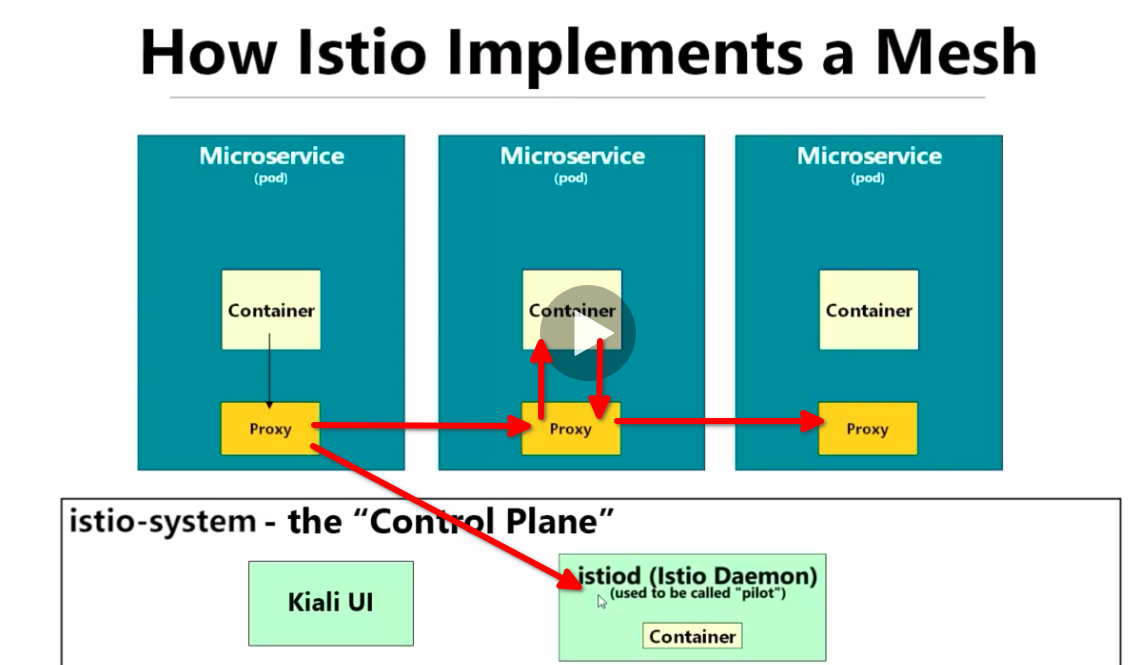 How Istio Implements a Mesh
Microservice
(pod)
Container
Proxy
Microservice
(pod)
Container
Proxy
Microservice
(pod)
Container
Proxy
istio-system - the “Control Plane”
Kiali UI
istiod (Istio Daemon)
(used to be called "pilot")
Container